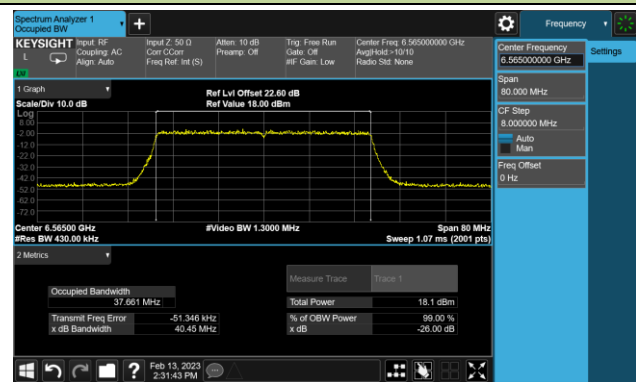 Spectrum Analyzer 1
Occupied BW
Frequency
KEYSIGHT
L
Input: RF
Coupling: AC
Align: Auto
Input Z: 50 Ω
Corr CCorr
Freq Ref: Int (S)
Atten: 10 dB
Preamp: Off
Trig: Free Run
Gate: Off
#IF Gain: Low
Center Freq: 6.565000000 GHz
Avg|Hold:>10/10
Radio Std: None
Center Frequency
6.565000000 GHz
Settings
Span
80.000 MHz
CF Step
8.000000 MHz
Auto
Man
Freq Offset
0 Hz
1 Graph
Scale/Div 10.0 dB
Ref Lvl Offset 22.60 dB
Ref Value 18.00 dBm
Log
8.00
-2.00
-12.0
-22.0
-32.0
-42.0
-52.0
-62.0
-72.0
Center 6.56500 GHz
#Res BW 430.00 kHz
#Video BW 1.3000 MHz
Span 80 MHz
Sweep 1.07 ms (2001 pts)
2 Metrics
Measure Trace
Trace 1
Occupied Bandwidth
37.661 MHz
Total Power
18.1 dBm
Transmit Freq Error
-51.346 kHz
% of OBW Power
99.00 %
x dB Bandwidth
40.45 MHz
x dB
-26.00 dB
?
Feb 13, 2023
2:31:43 PM